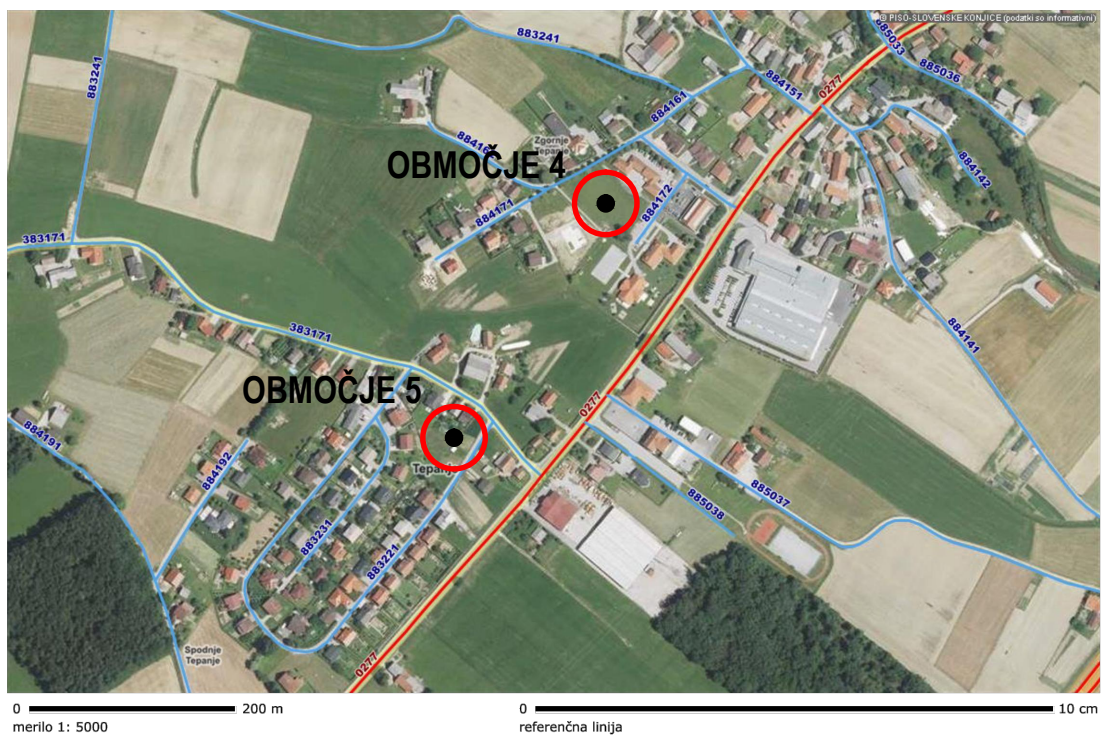 © PISO-SLOVENSKE KONJICE (podatki so informativni)
883241
883241
885033
885036
0277
884151
884161
Zgornje
Tepanje
OBMOČJE 4
884142
884172
884171
383171
383171
884141
OBMOČJE 5
0277
884191
884192
885037
885038
883231
883221
Spodnje
Tepanje
0277
0 200 m
merilo 1: 5000
0 10 cm
referenčna linija